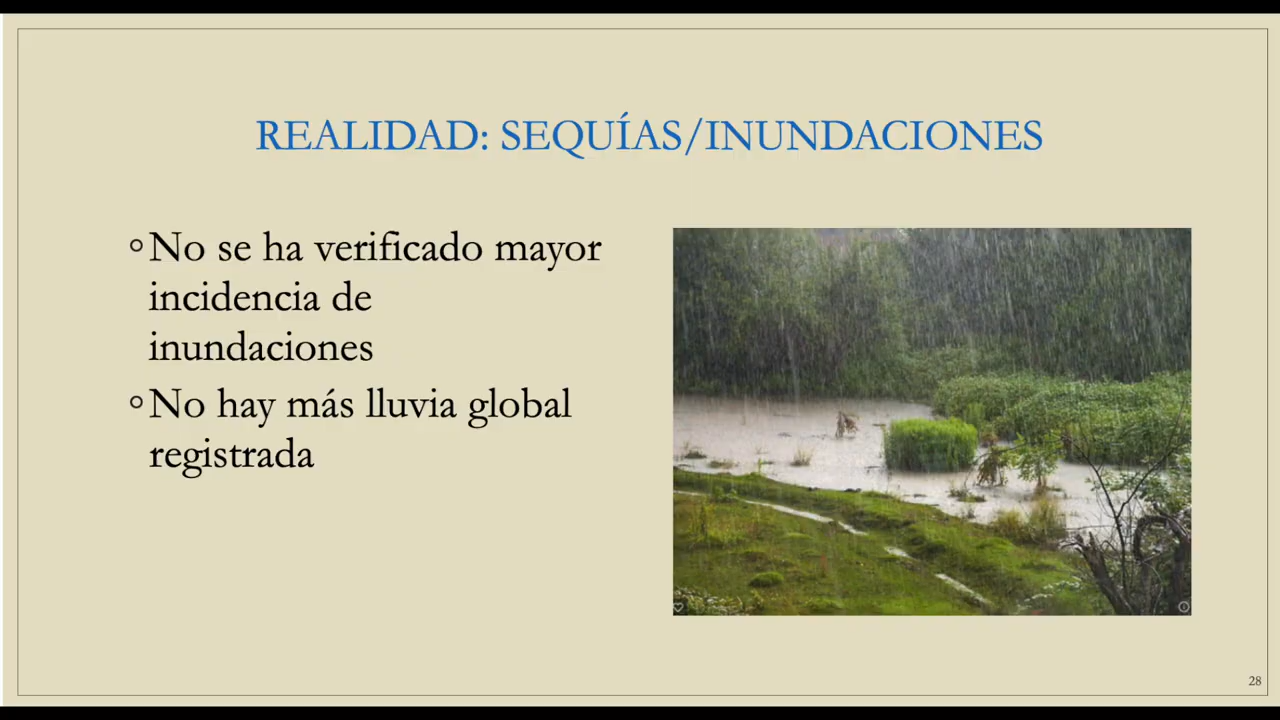 REALIDAD: SEQUÍAS/INUNDACIONES
◦No se ha verificado mayor
incidencia de
inundaciones
◦No hay más lluvia global
registrada
28